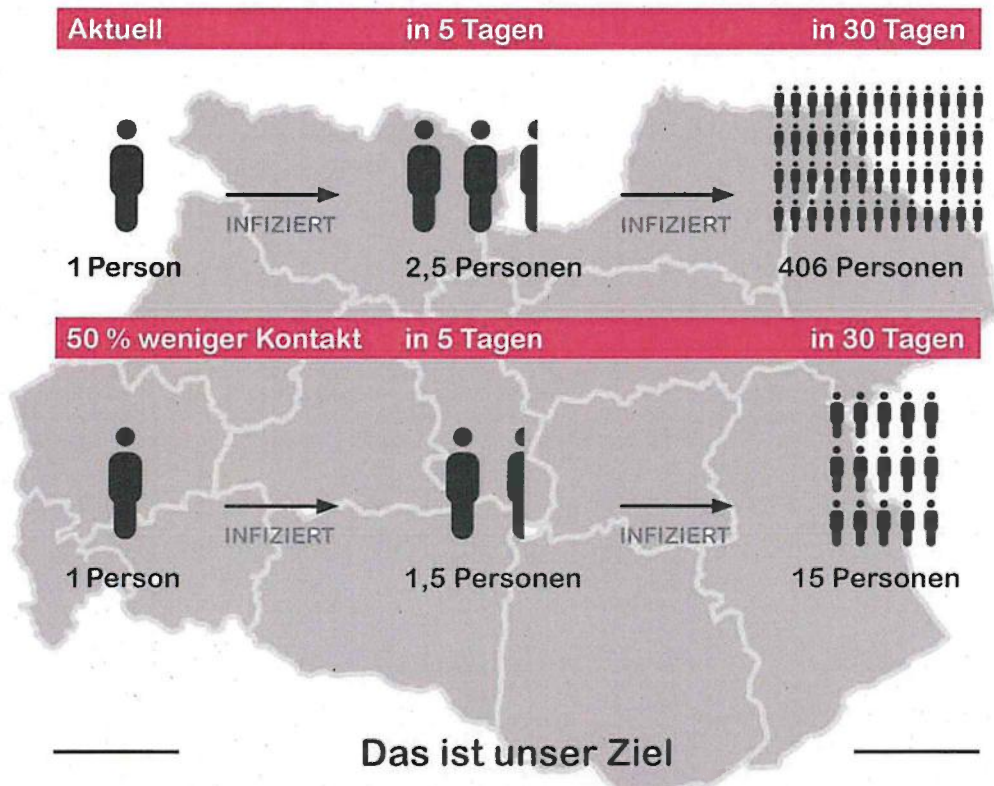 Aktuell in 5 Tagen in 30 Tagen
INFIZIERT INFIZIERT
1 Person 2,5 Personen 406 Personen
50 % weniger Kontakt in 5 Tagen in 30 Tagen
INFIZIERT INFIZIERT
1 Person 1,5 Personen 15 Personen
Das ist unser Ziel